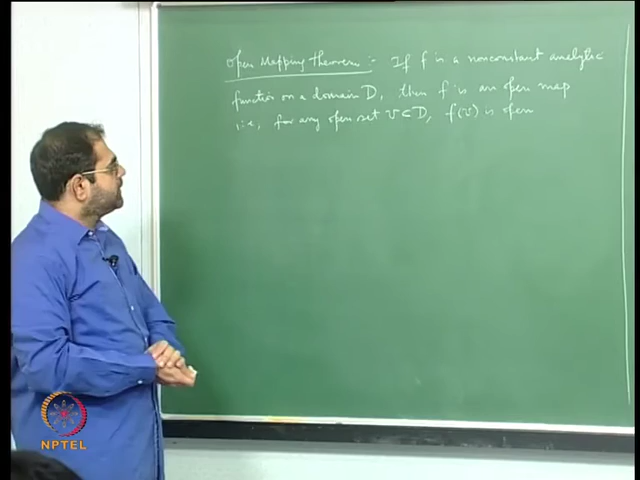 open Mapping theorem :- If f is a nonconstant analytic
function on a domain D, then f is an open map
i.e, for any open set V⊂D, f(V) is open
NPTEL